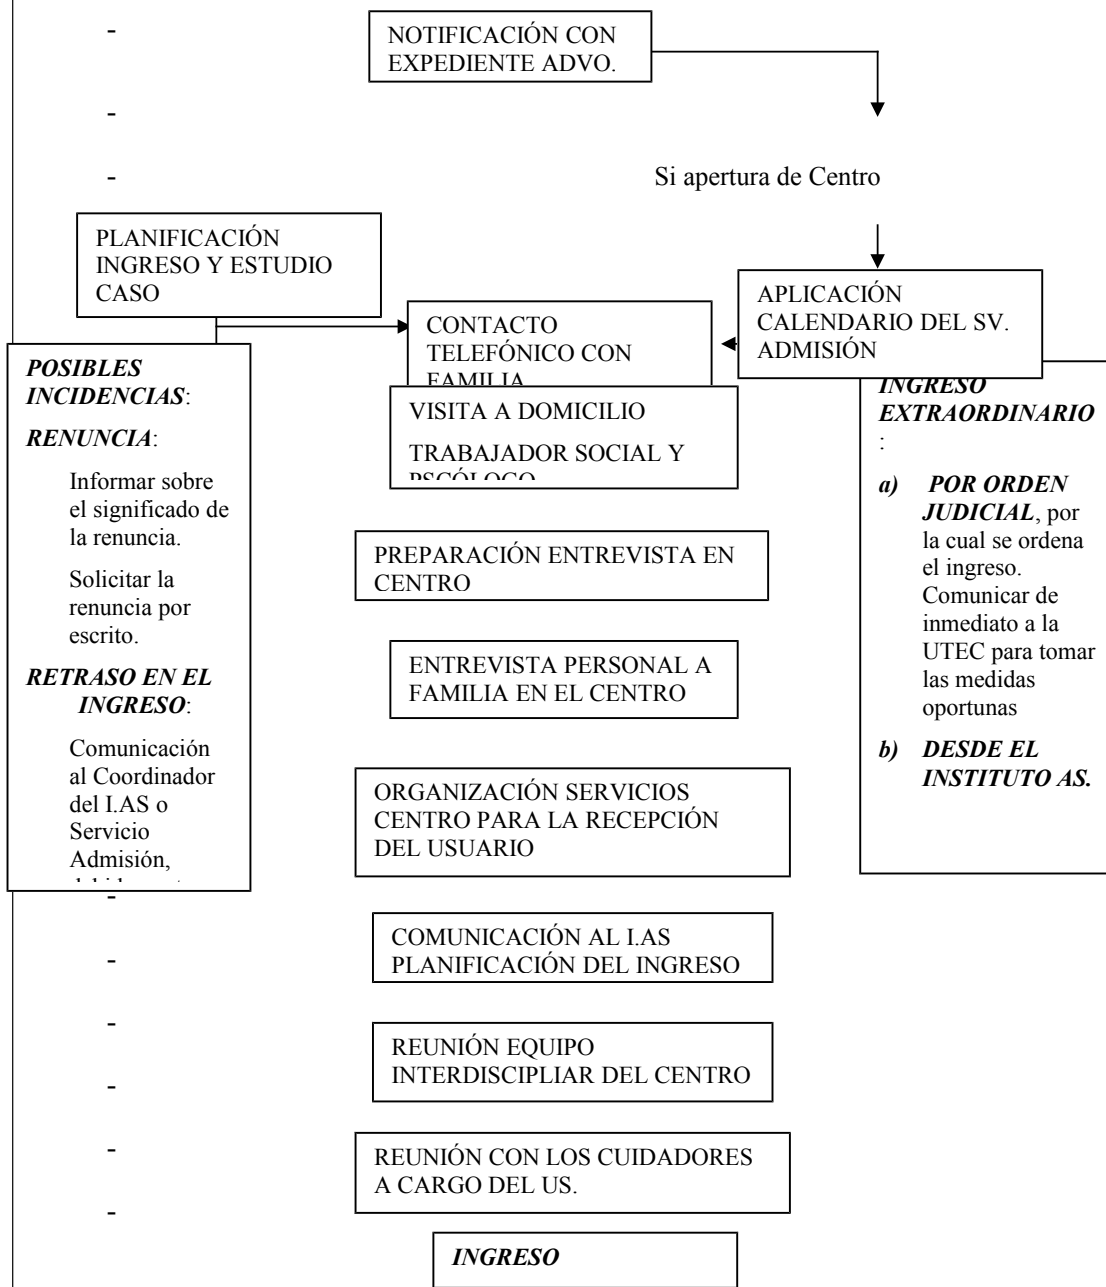 -
NOTIFICACIÓN CON
EXPEDIENTE ADVO.
-
-
Si apertura de Centro
PLANIFICACIÓN
INGRESO Y ESTUDIO
CASO
APLICACIÓN
CALENDARIO DEL SV.
ADMISIÓN
CONTACTO
TELEFÓNICO CON
FAMILIA
VISITA A DOMICILIO
TRABAJADOR SOCIAL Y
PSCÓLOGO
POSIBLES
INCIDENCIAS:
RENUNCIA:
Informar sobre
el significado de
la renuncia.
Solicitar la
renuncia por
escrito.
RETRASO EN EL
INGRESO:
Comunicación
al Coordinador
del I.AS o
Servicio
Admisión,
INGRESO
EXTRAORDINARIO
:
a) POR ORDEN
JUDICIAL, por
la cual se ordena
el ingreso.
Comunicar de
inmediato a la
UTEC para tomar
las medidas
oportunas
b) DESDE EL
INSTITUTO AS.
PREPARACIÓN ENTREVISTA EN
CENTRO
ENTREVISTA PERSONAL A
FAMILIA EN EL CENTRO
ORGANIZACIÓN SERVICIOS
CENTRO PARA LA RECEPCIÓN
DEL USUARIO
-
COMUNICACIÓN AL I.AS
PLANIFICACIÓN DEL INGRESO
-
-
REUNIÓN EQUIPO
INTERDISCIPLIAR DEL CENTRO
-
-
REUNIÓN CON LOS CUIDADORES
A CARGO DEL US.
-
INGRESO